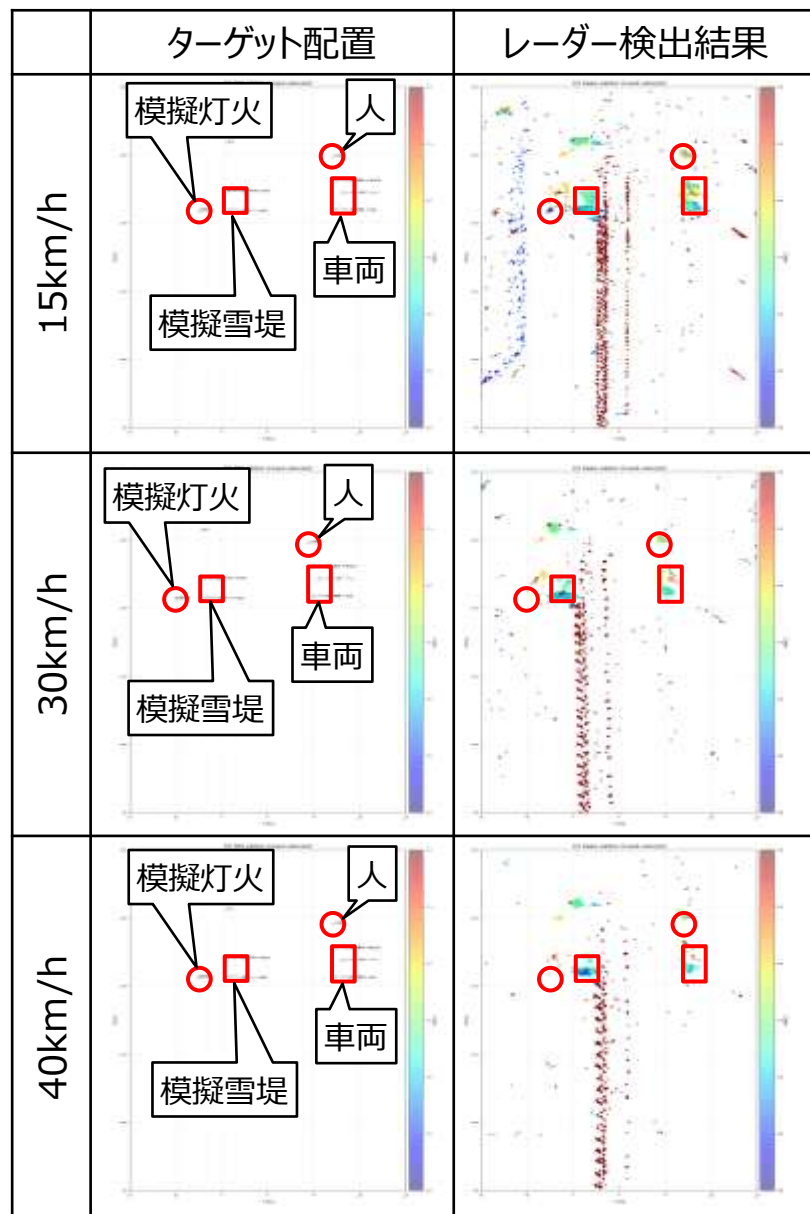 ターゲット配置
レーダー検出結果
15km/h
模擬灯火
人
車両
模擬雪堤
30km/h
模擬灯火
人
車両
模擬雪堤
40km/h
模擬灯火
人
車両
模擬雪堤